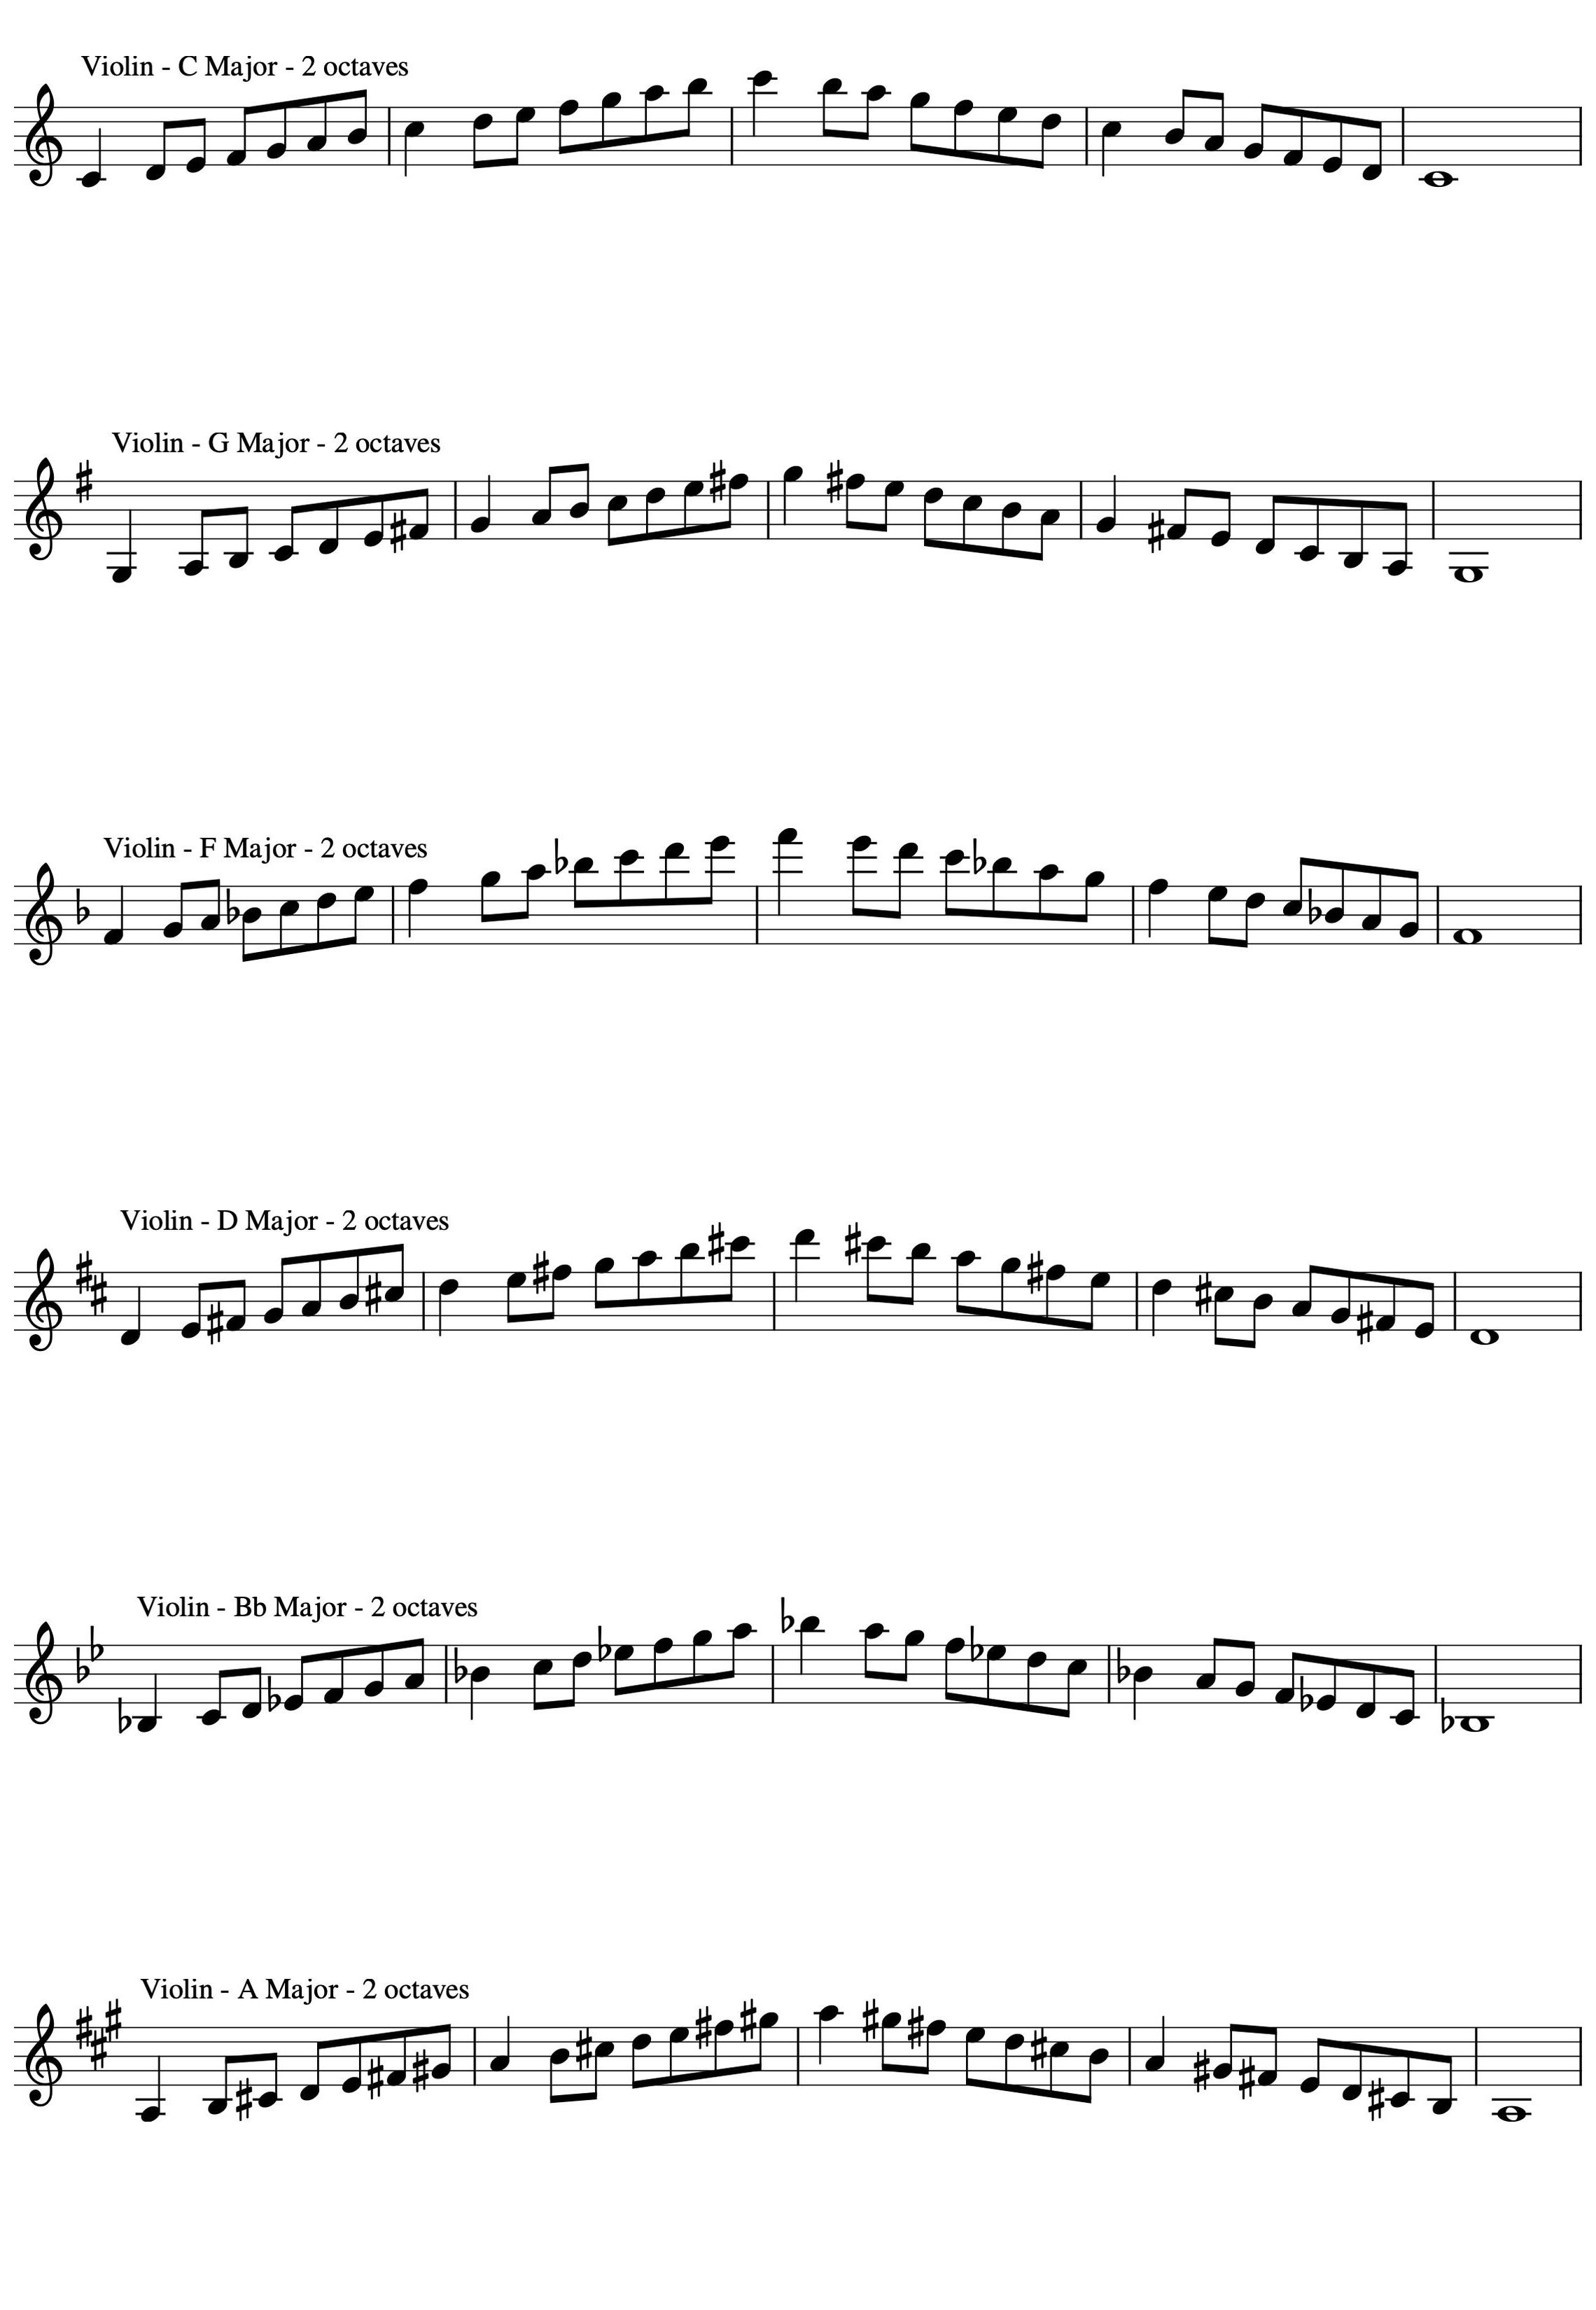 Violin - C Major - 2 octaves
Violin - G Major - 2 octaves
Violin - F Major - 2 octaves
Violin - D Major - 2 octaves
Violin - Bb Major - 2 octaves
Violin - A Major - 2 octaves